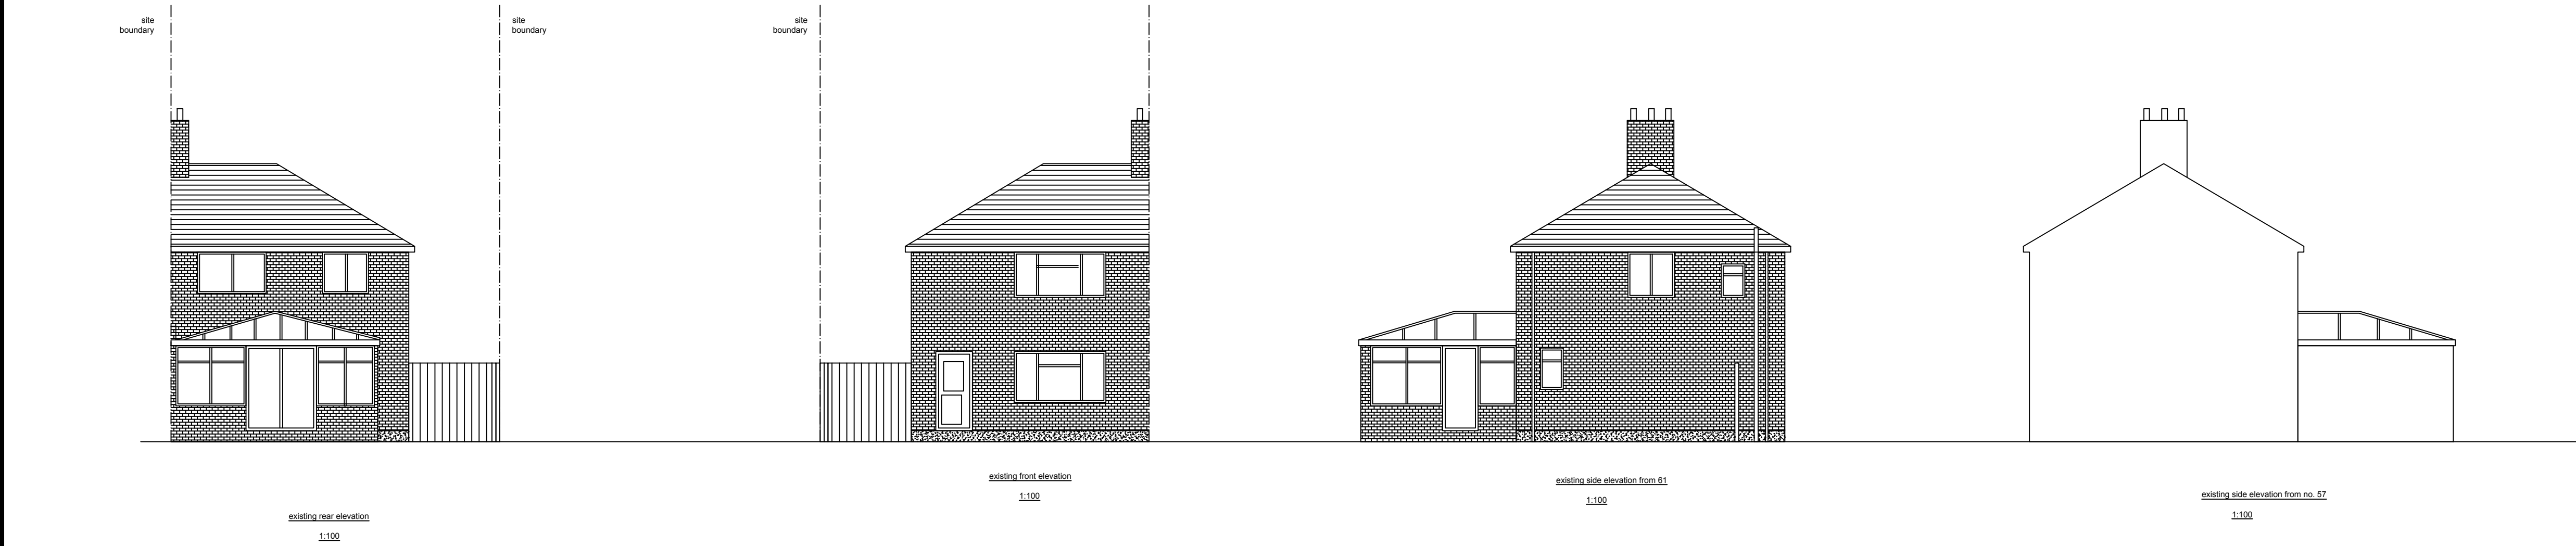 site
boundary
site
boundary
site
boundary
existing rear elevation
1:100
existing front elevation
1:100
existing side elevation from 61
1:100
existing side elevation from no. 57
1:100